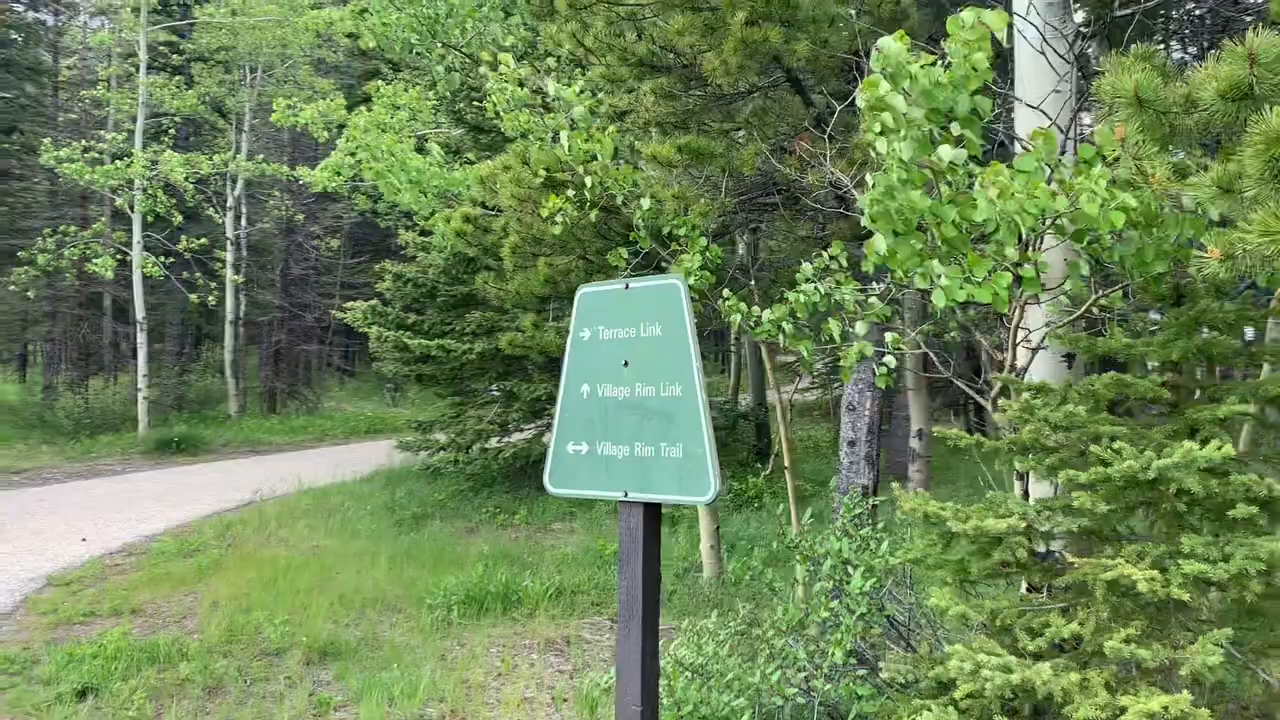 → Terrace Link
↑ Village Rim Link
↔ Village Rim Trail